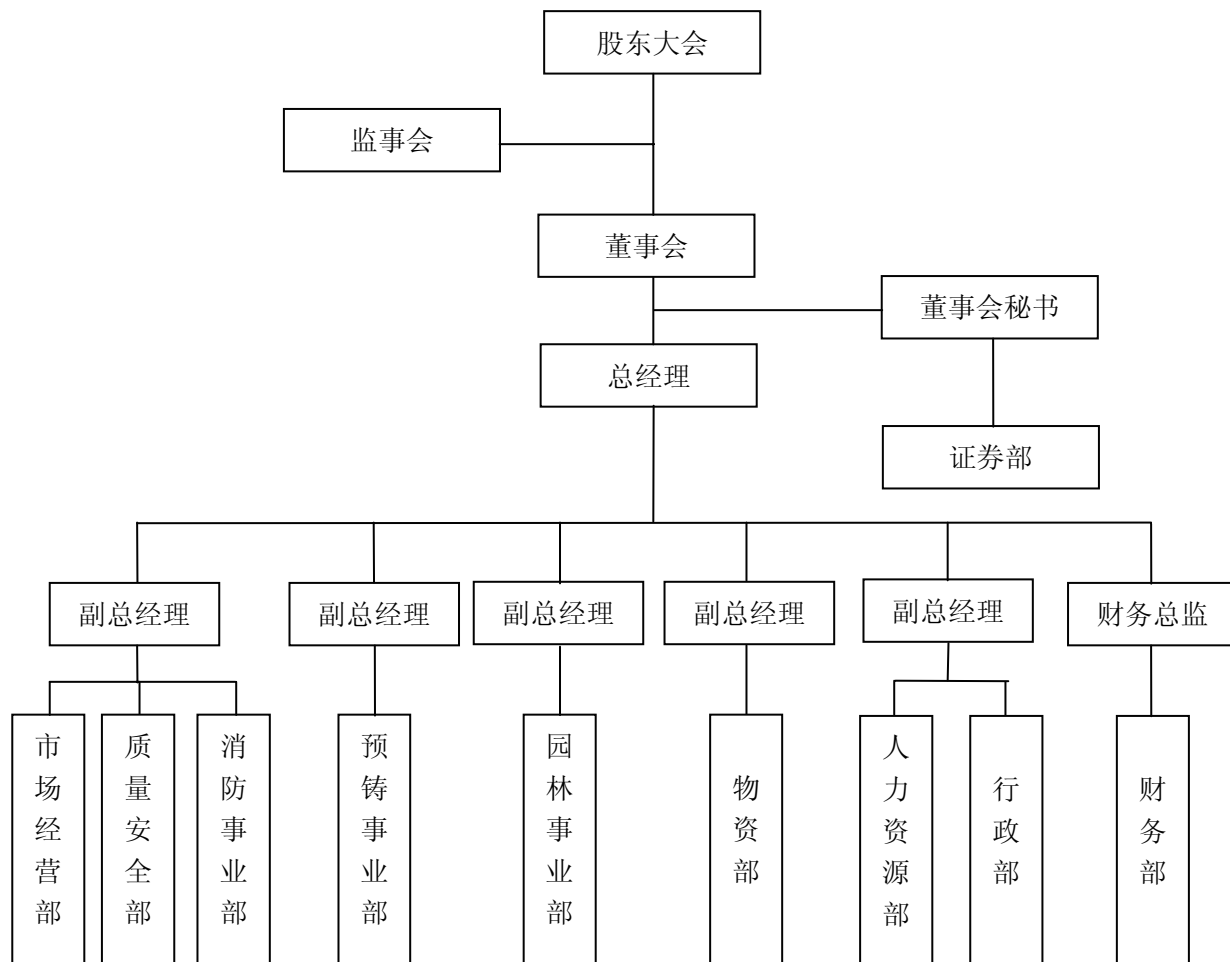 股东大会
监事会
董事会
董事会秘书
总经理
证券部
副总经理
副总经理
副总经理
副总经理
副总经理
财务总监
市场经营部
质量安全部
消防事业部
预铸事业部
园林事业部
物资部
人力资源部
行政部
财务部